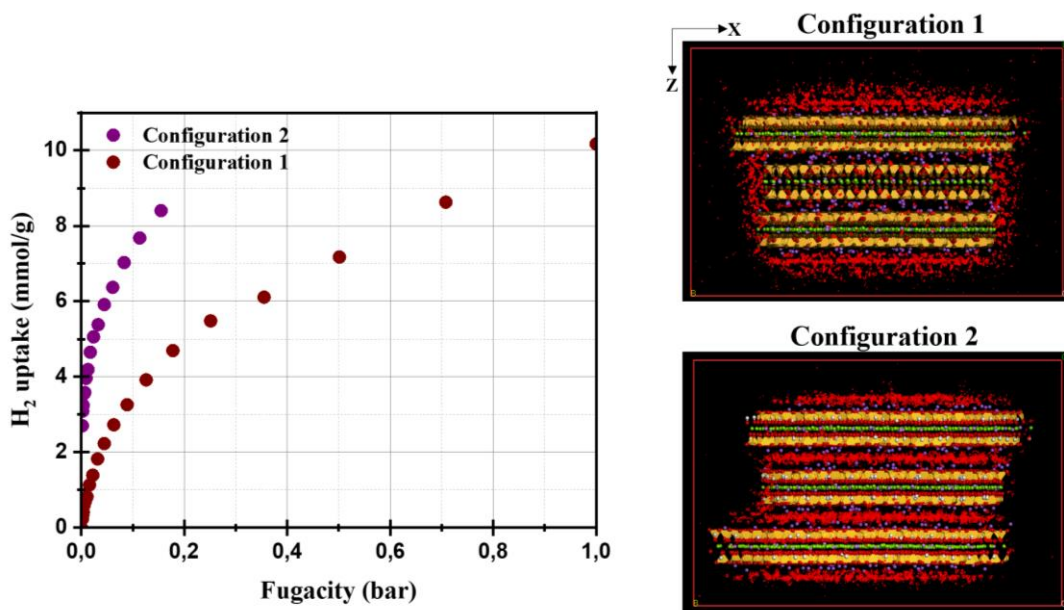 Configuration 1
X
Z
Configuration 2
Configuration 1
H₂ uptake (mmol/g)
10
8
6
4
2
0
0,0 0,2 0,4 0,6 0,8 1,0
Fugacity (bar)
Configuration 2